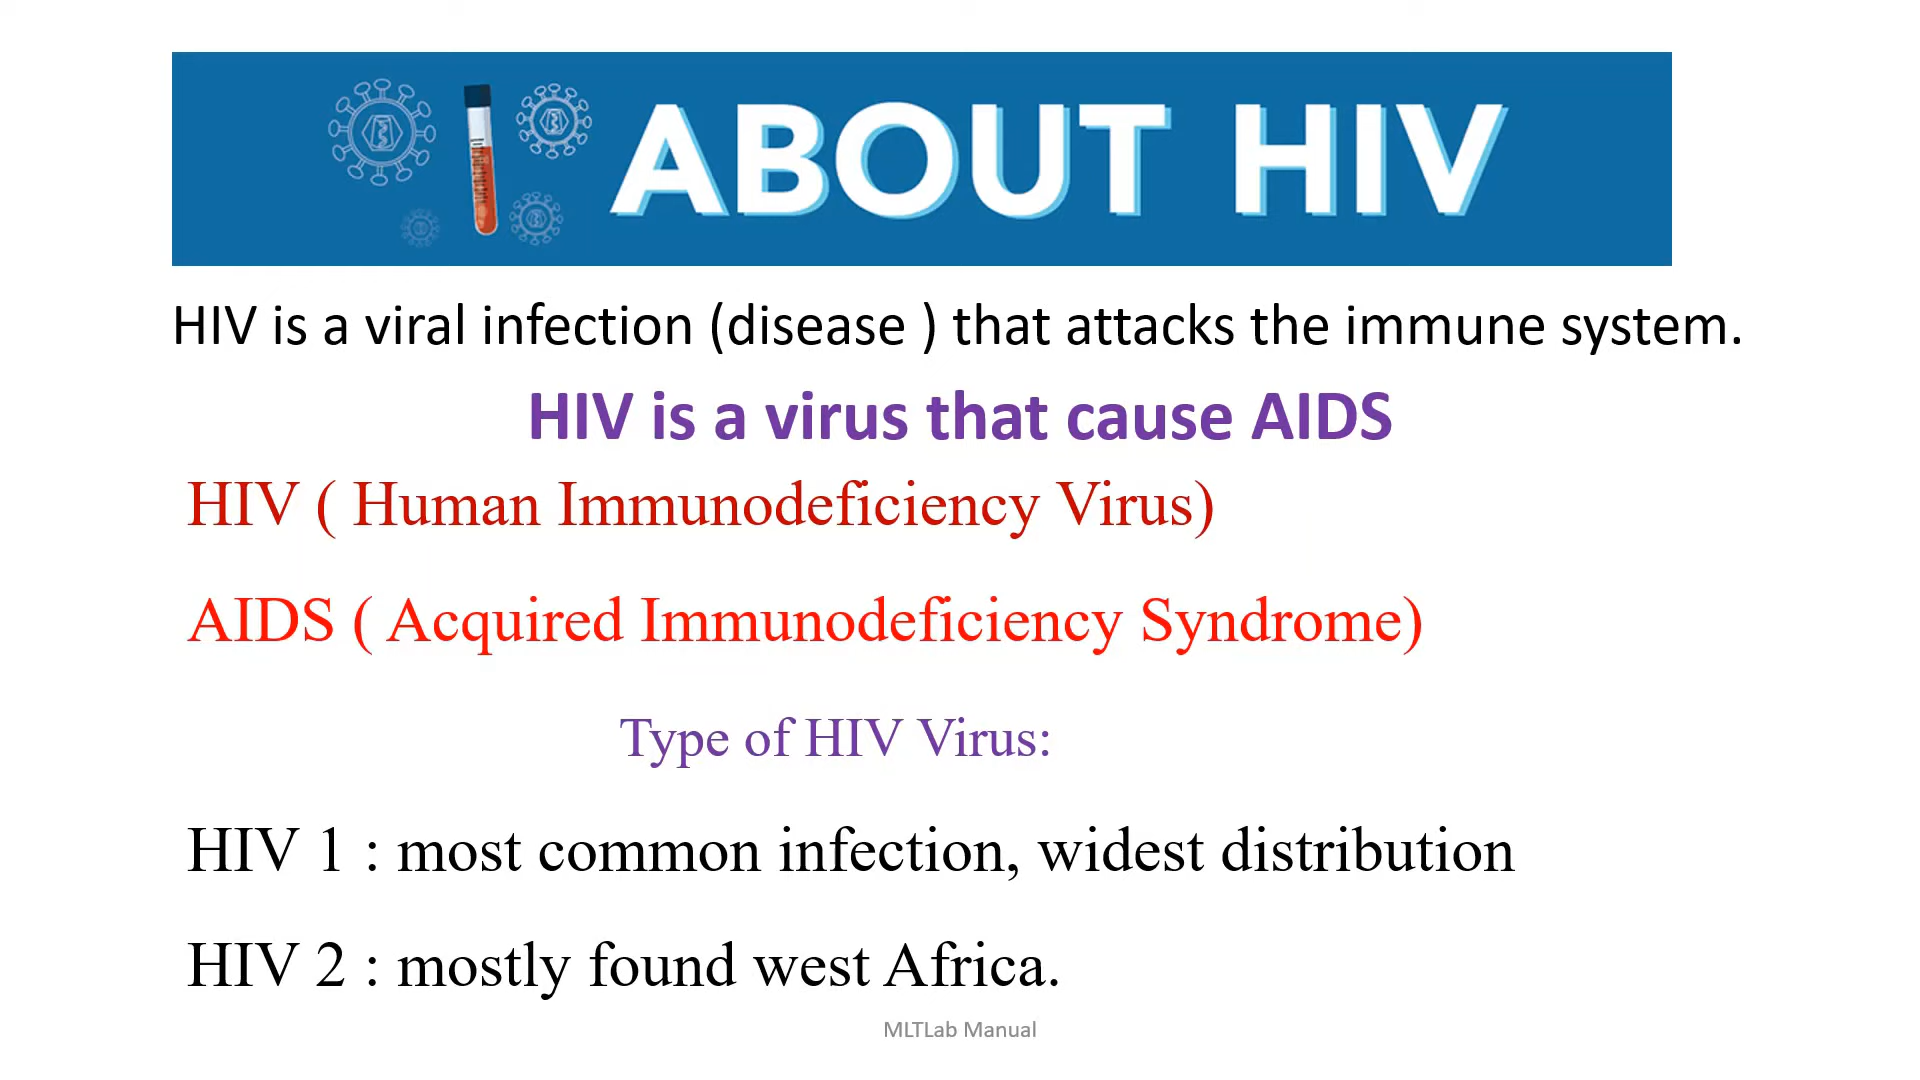 ABOUT HIV
HIV is a viral infection (disease ) that attacks the immune system.
HIV is a virus that cause AIDS
HIV ( Human Immunodeficiency Virus)
AIDS ( Acquired Immunodeficiency Syndrome)
Type of HIV Virus:
HIV 1 : most common infection, widest distribution
HIV 2 : mostly found west Africa.
MLTLab Manual